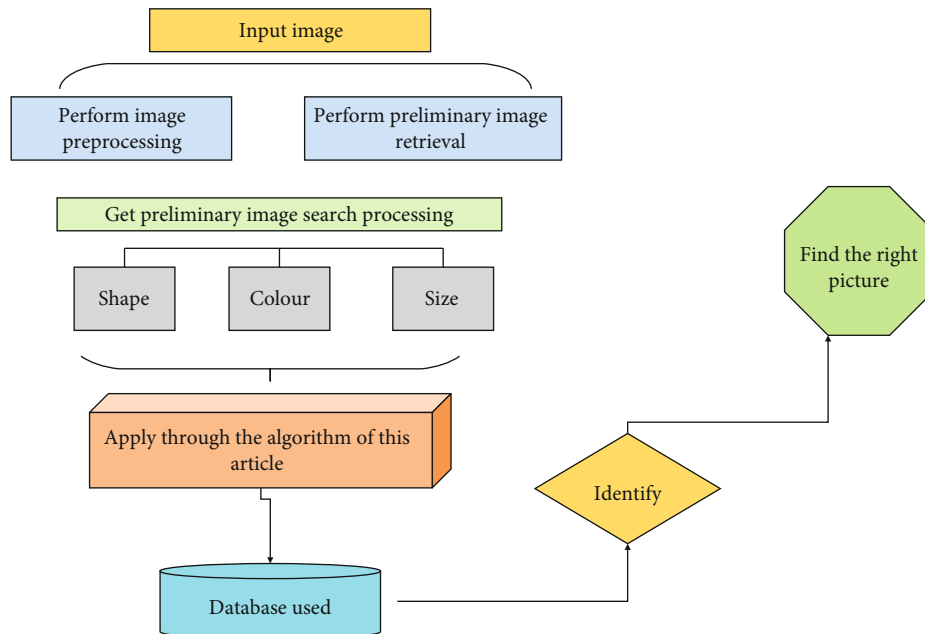 Input image
Perform image
preprocessing
Perform preliminary image
retrieval
Get preliminary image search processing
Shape
Colour
Size
Apply through the algorithm of this
article
Database used
Identify
Find the right
picture